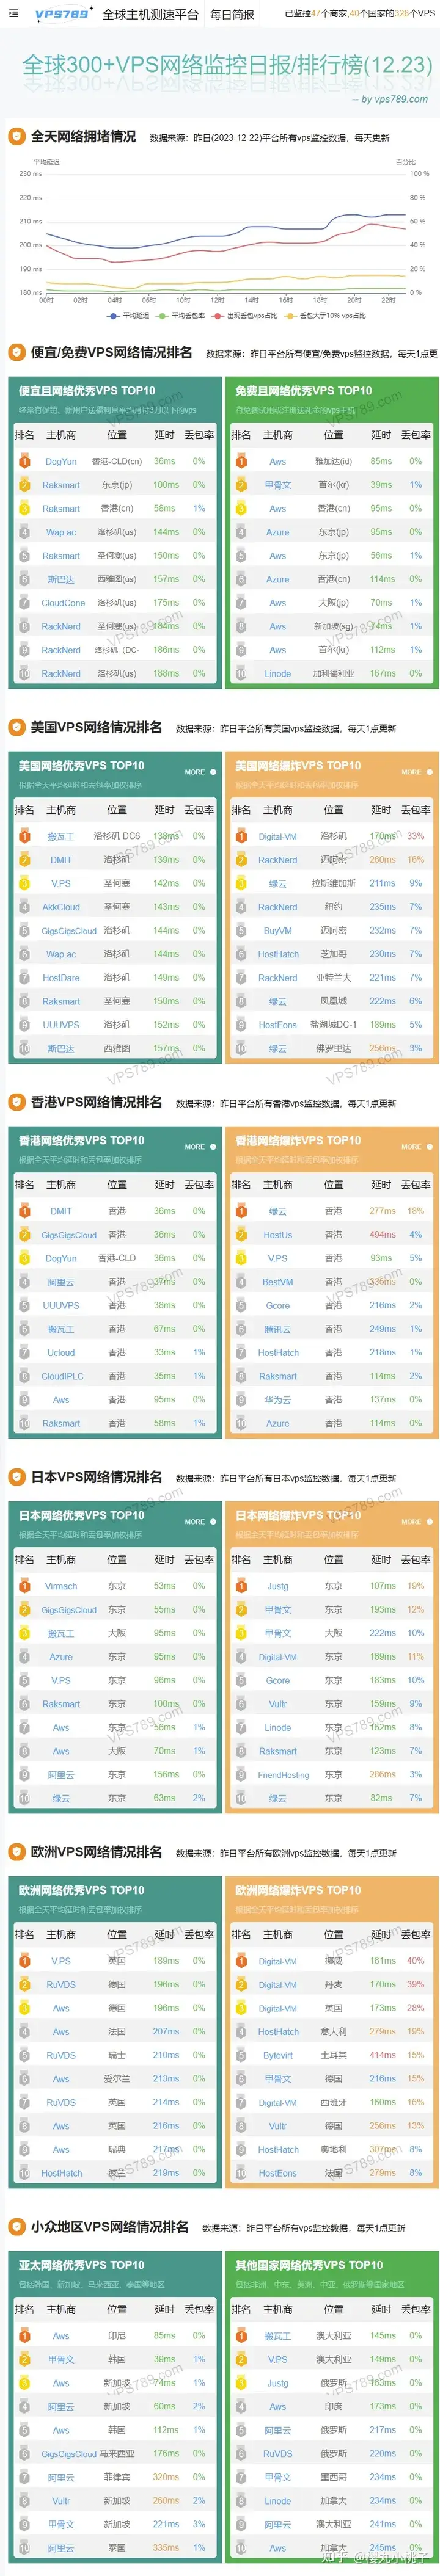 VPS789 全球主机测速平台 每日简报 已监控47个商家,40个国家的328个VPS
全球300+VPS网络监控日报/排行榜(12.23)
-- by vps789.com
全天网络拥堵情况 数据来源：昨日(2023-12-22)平台所有vps监控数据，每天更新
平均延迟 百分比
230 ms 100 %
220 ms 80 %
210 ms 60 %
200 ms 40 %
190 ms 20 %
180 ms 0 %
00时 02时 04时 06时 08时 10时 12时 14时 16时 18时 20时 22时
平均延迟 平均丢包率 出现丢包vps占比 丢包大于10% vps占比
便宜/免费VPS网络情况排名 数据来源：昨日平台所有便宜/免费vps监控数据，每天1点更
便宜且网络优秀VPS TOP10
排名 主机商 位置 延时 丢包率
1 DogYun 香港-CLD(cn) 36ms 0%
2 Raksmart 东京(jp) 100ms 0%
3 Raksmart 香港(cn) 58ms 1%
4 Wap.ac 洛杉矶(us) 144ms 0%
5 Raksmart 圣何塞(us) 150ms 0%
6 斯巴达 西雅图(us) 157ms 0%
7 CloudCone 洛杉矶(us) 175ms 0%
8 RackNerd 圣何塞(us) 184ms 0%
9 RackNerd 洛杉矶（DC- 186ms 0%
10 RackNerd 洛杉矶(us) 188ms 0%
免费且网络优秀VPS TOP10
有免费试用或注册送礼金的vps主机
排名 主机商 位置 延时 丢包率
1 Aws 雅加达(id) 85ms 0%
2 甲骨文 首尔(kr) 39ms 1%
3 Aws 香港(cn) 95ms 0%
4 Azure 东京(jp) 95ms 0%
5 Aws 东京(jp) 56ms 1%
6 Azure 香港(cn) 114ms 0%
7 Aws 大阪(jp) 70ms 1%
8 Aws 新加坡(sg) 74ms 1%
9 Aws 首尔(kr) 112ms 1%
10 Linode 加利福利亚 167ms 0%
VPS789.com
美国VPS网络情况排名 数据来源：昨日平台所有美国vps监控数据，每天1点更新
美国网络优秀VPS TOP10 MORE
根据全天平均延时和丢包率加权排序
排名 主机商 位置 延时 丢包率
1 搬瓦工 洛杉矶 DC6 138ms 0%
2 DMIT 洛杉矶 139ms 0%
3 V.PS 圣何塞 142ms 0%
4 AkkCloud 圣何塞 143ms 0%
5 GigsGigsCloud 洛杉矶 144ms 0%
6 Wap.ac 洛杉矶 144ms 0%
7 HostDare 洛杉矶 149ms 0%
8 Raksmart 圣何塞 150ms 0%
9 UUUVPS 洛杉矶 152ms 0%
10 斯巴达 西雅图 157ms 0%
美国网络爆炸VPS TOP10 MORE
根据全天平均延时和丢包率加权排序
排名 主机商 位置 延时 丢包率
1 Digital-VM 洛杉矶 170ms 33%
2 RackNerd 迈阿密 260ms 16%
3 绿云 拉斯维加斯 211ms 9%
4 RackNerd 纽约 235ms 7%
5 BuyVM 迈阿密 232ms 7%
6 HostHatch 芝加哥 230ms 7%
7 RackNerd 亚特兰大 221ms 7%
8 绿云 凤凰城 222ms 6%
9 HostEons 盐湖城DC-1 189ms 5%
10 绿云 佛罗里达 256ms 3%
VPS789.com
香港VPS网络情况排名 数据来源：昨日平台所有香港vps监控数据，每天1点更新
香港网络优秀VPS TOP10 MORE
根据全天平均延时和丢包率加权排序
排名 主机商 位置 延时 丢包率
1 DMIT 香港 36ms 0%
2 GigsGigsCloud 香港 36ms 0%
3 DogYun 香港-CLD 36ms 0%
4 阿里云 香港 37ms 0%
5 UUUVPS 香港 38ms 0%
6 搬瓦工 香港 67ms 0%
7 Ucloud 香港 33ms 1%
8 CloudIPLC 香港 35ms 1%
9 Aws 香港 95ms 0%
10 Raksmart 香港 58ms 1%
香港网络爆炸VPS TOP10 MORE
根据全天平均延时和丢包率加权排序
排名 主机商 位置 延时 丢包率
1 绿云 香港 277ms 18%
2 HostUs 香港 494ms 4%
3 V.PS 香港 93ms 5%
4 BestVM 香港 0%
5 Gcore 香港 216ms 2%
6 腾讯云 香港 249ms 1%
7 HostHatch 香港 218ms 1%
8 Raksmart 香港 114ms 2%
9 华为云 香港 137ms 0%
10 Azure 香港 114ms 0%
VPS789.com
日本VPS网络情况排名 数据来源：昨日平台所有日本vps监控数据，每天1点更新
日本网络优秀VPS TOP10 MORE
根据全天平均延时和丢包率加权排序
排名 主机商 位置 延时 丢包率
1 Virmach 东京 53ms 0%
2 GigsGigsCloud 东京 55ms 0%
3 搬瓦工 大阪 95ms 0%
4 Azure 东京 95ms 0%
5 V.PS 东京 96ms 0%
6 Raksmart 东京 100ms 0%
7 Aws 东京 56ms 1%
8 Aws 大阪 70ms 1%
9 阿里云 东京 156ms 0%
10 绿云 东京 63ms 2%
日本网络爆炸VPS TOP10 MORE
根据全天平均延时和丢包率加权排序
排名 主机商 位置 延时 丢包率
1 Justg 东京 107ms 19%
2 甲骨文 东京 193ms 12%
3 甲骨文 大阪 222ms 10%
4 Digital-VM 东京 169ms 11%
5 Gcore 东京 183ms 10%
6 Vultr 东京 159ms 9%
7 Linode 东京 162ms 8%
8 Raksmart 东京 123ms 7%
9 FriendHosting 东京 286ms 3%
10 绿云 东京 82ms 7%
VPS789.com
欧洲VPS网络情况排名 数据来源：昨日平台所有欧洲vps监控数据，每天1点更新
欧洲网络优秀VPS TOP10
根据全天平均延时和丢包率加权排序
排名 主机商 位置 延时 丢包率
1 V.PS 英国 189ms 0%
2 RuVDS 德国 196ms 0%
3 Aws 德国 196ms 0%
4 Aws 法国 207ms 0%
5 RuVDS 瑞士 210ms 0%
6 Aws 爱尔兰 213ms 0%
7 RuVDS 英国 214ms 0%
8 Aws 英国 216ms 0%
9 Aws 瑞典 217ms 0%
10 HostHatch 波兰 219ms 0%
欧洲网络爆炸VPS TOP10
根据全天平均延时和丢包率加权排序
排名 主机商 位置 延时 丢包率
1 Digital-VM 挪威 161ms 40%
2 Digital-VM 丹麦 170ms 39%
3 Digital-VM 英国 173ms 28%
4 HostHatch 意大利 279ms 19%
5 Bytevirt 土耳其 414ms 15%
6 甲骨文 德国 216ms 15%
7 Digital-VM 西班牙 160ms 16%
8 Vultr 德国 256ms 13%
9 HostHatch 奥地利 307ms 8%
10 HostEons 法国 279ms 8%
VPS789.com
小众地区VPS网络情况排名 数据来源：昨日平台所有vps监控数据，每天1点更新
亚太网络优秀VPS TOP10
包括韩国、新加坡、马来西亚、泰国等地区
排名 主机商 位置 延时 丢包率
1 Aws 印尼 85ms 0%
2 甲骨文 韩国 39ms 1%
3 Aws 新加坡 74ms 1%
4 阿里云 新加坡 60ms 2%
5 Aws 韩国 112ms 1%
6 GigsGigsCloud 马来西亚 176ms 0%
7 阿里云 菲律宾 320ms 0%
8 Vultr 新加坡 260ms 2%
9 甲骨文 新加坡 221ms 3%
10 阿里云 泰国 335ms 1%
其他国家网络优秀VPS TOP10
包括非洲、中东、美洲、中亚、俄罗斯等国家地区
排名 主机商 位置 延时 丢包率
1 搬瓦工 澳大利亚 145ms 0%
2 V.PS 澳大利亚 149ms 0%
3 Justg 俄罗斯 163ms 0%
4 Aws 印度 173ms 0%
5 阿里云 俄罗斯 217ms 0%
6 RuVDS 俄罗斯 220ms 0%
7 甲骨文 墨西哥 234ms 0%
8 Linode 加拿大 234ms 0%
9 阿里云 澳大利亚 241ms 0%
10 Aws 加拿大 245ms 0%
VPS789.com
知乎 @樱丸小桃子